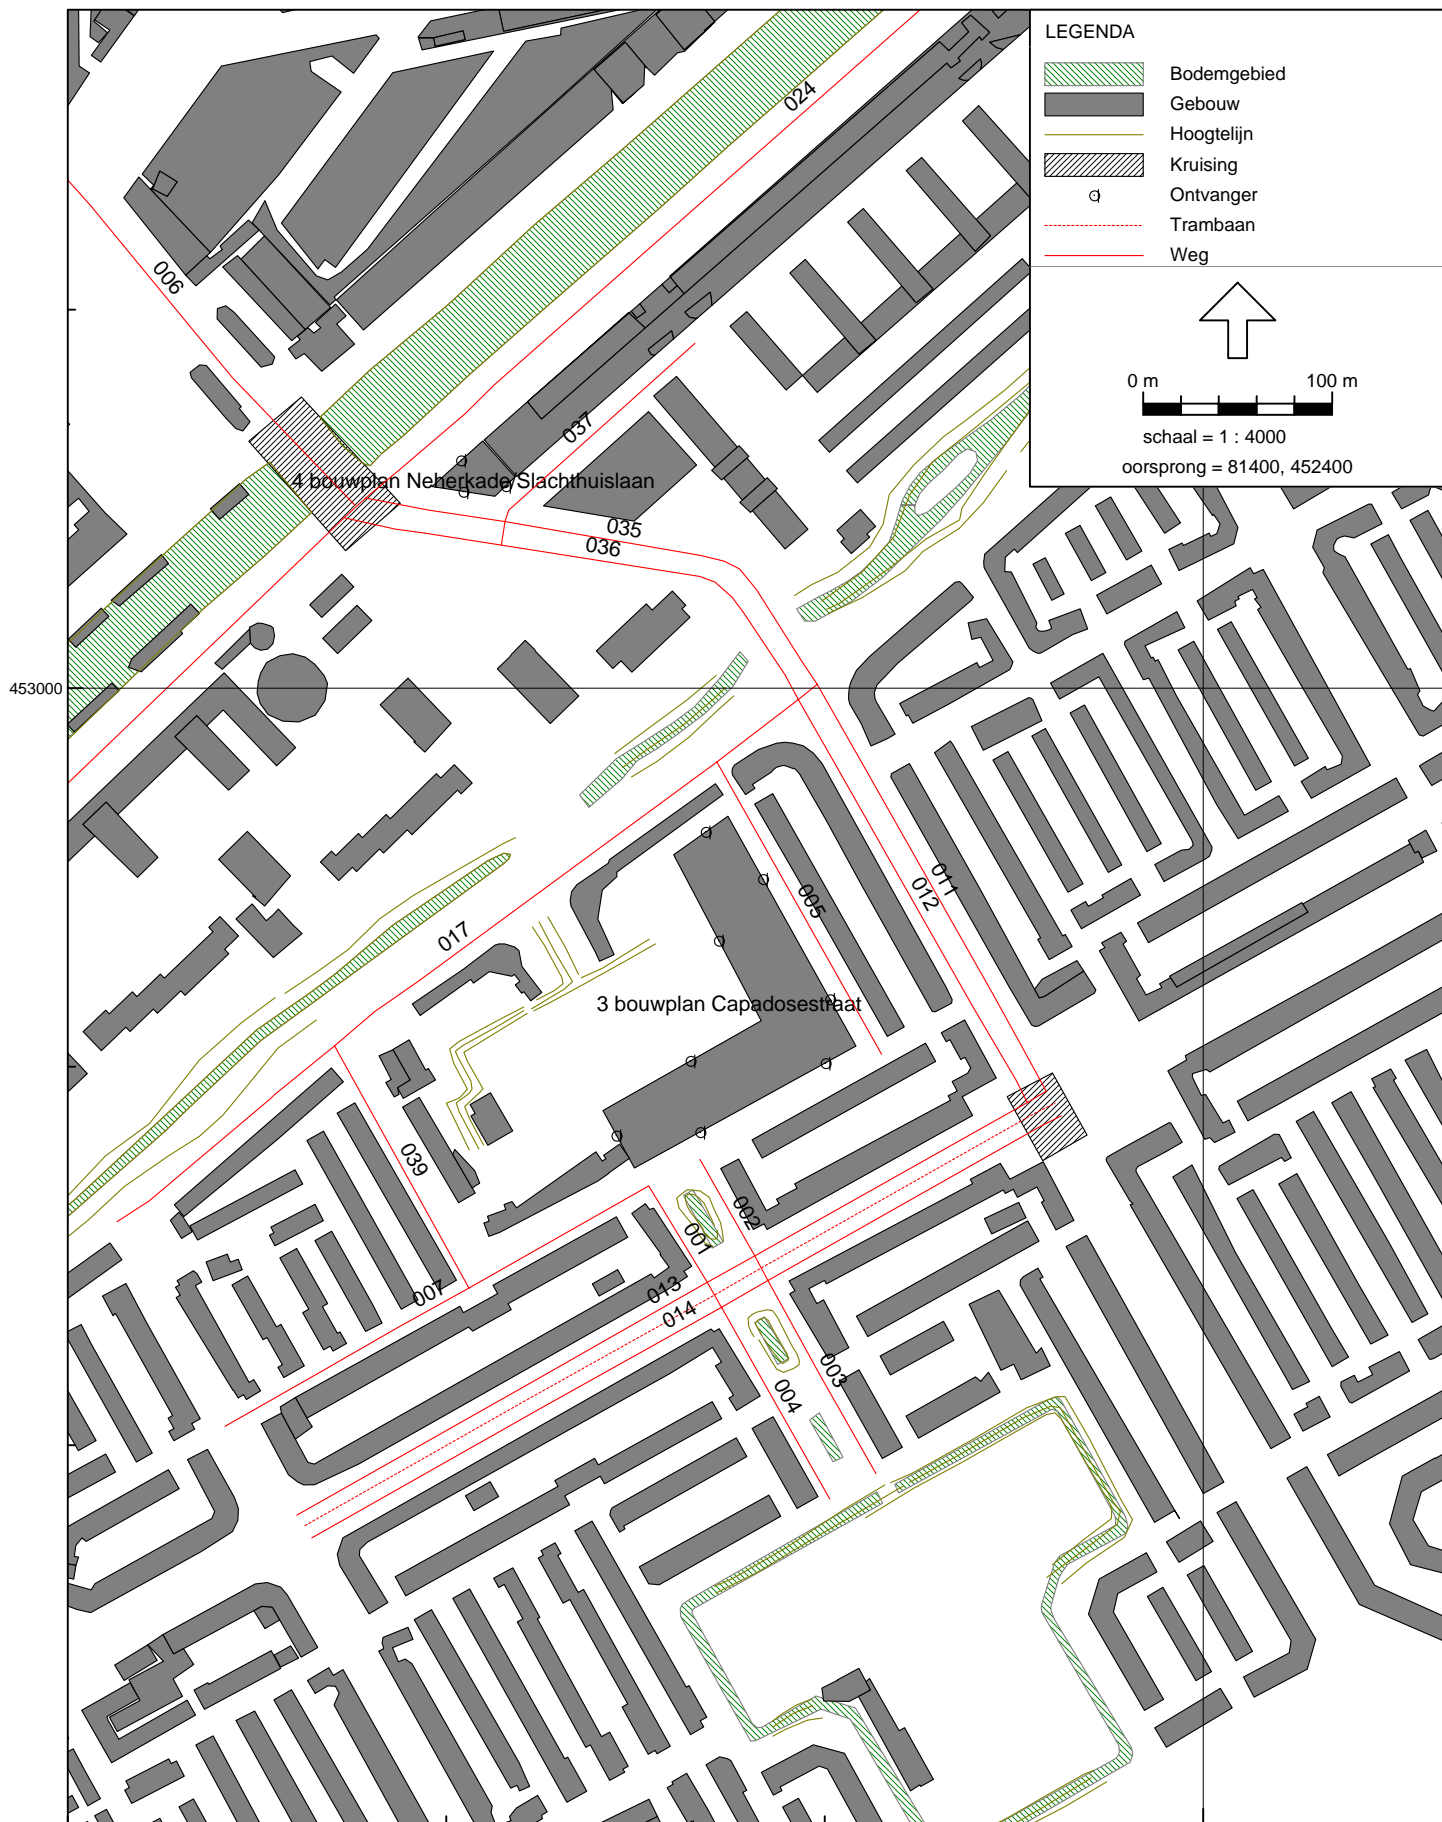 LEGENDA
Bodemgebied
Gebouw
Hoogtelijn
Kruising
Ontvanger
Trambaan
Weg
0 m 100 m
schaal = 1 : 4000
oorsprong = 81400, 452400
024
006
037
4 bouwplan Neherkade/Slachthuislaan
035
036
453000
011
012
005
017
3 bouwplan Capadosestraat
039
002
001
013
007
014
003
004